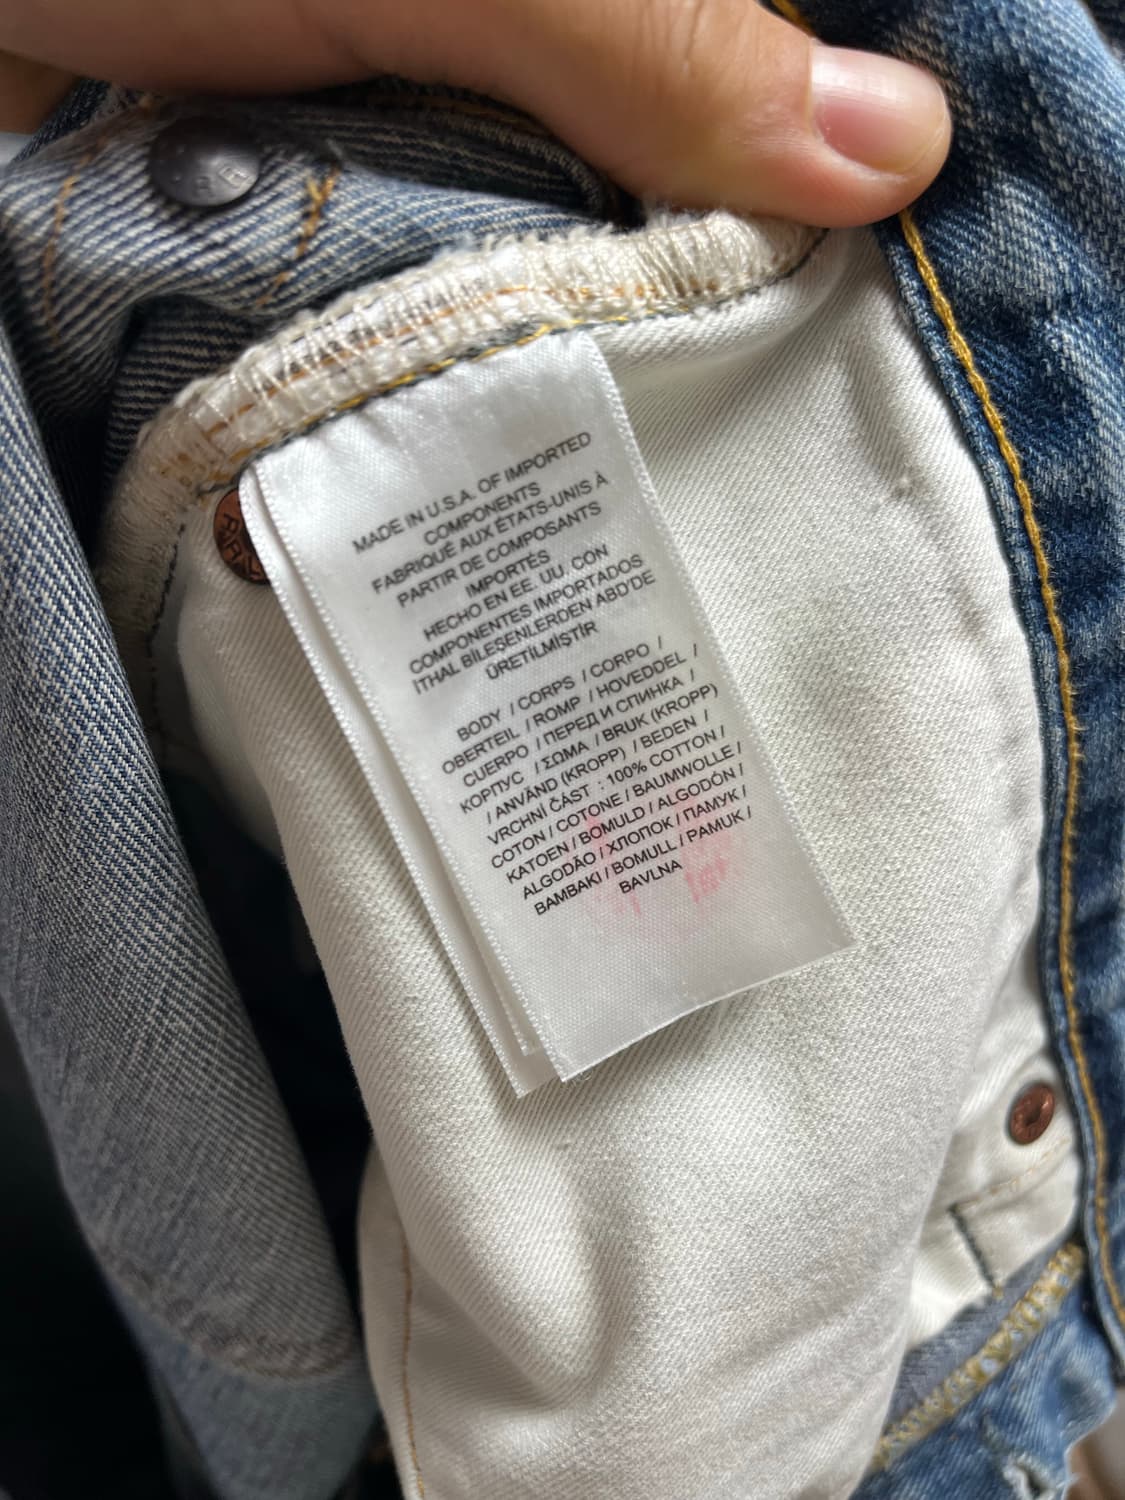 MADE IN U.S.A. OF IMPORTED
COMPONENTS
FABRIQUÉ AUX ÉTATS-UNIS À
PARTIR DE COMPOSANTS
IMPORTÉS
HECHO EN EE. UU. CON
COMPONENTES IMPORTADOS
İTHAL BİLEŞENLERDEN ABD'DE
ÜRETİLMİŞTİR
BODY / CORPS / CORPO /
OBERTEIL / ROMP / HOVEDDEL /
CUERPO / ПЕРЕД И СПИНКА /
КОРПУС / ΣΩΜΑ / BRUK (KROPP)
/ ANVÄND (KROPP) / BEDEN /
VRCHNÍ ČÁST : 100% COTTON /
COTON / COTONE / BAUMWOLLE /
KATOEN / BOMULD / ALGODÓN /
ALGODÃO / ХЛОПОК / ПАМУК /
BAMBAKI / BOMULL / PAMUK /
BAVLNA